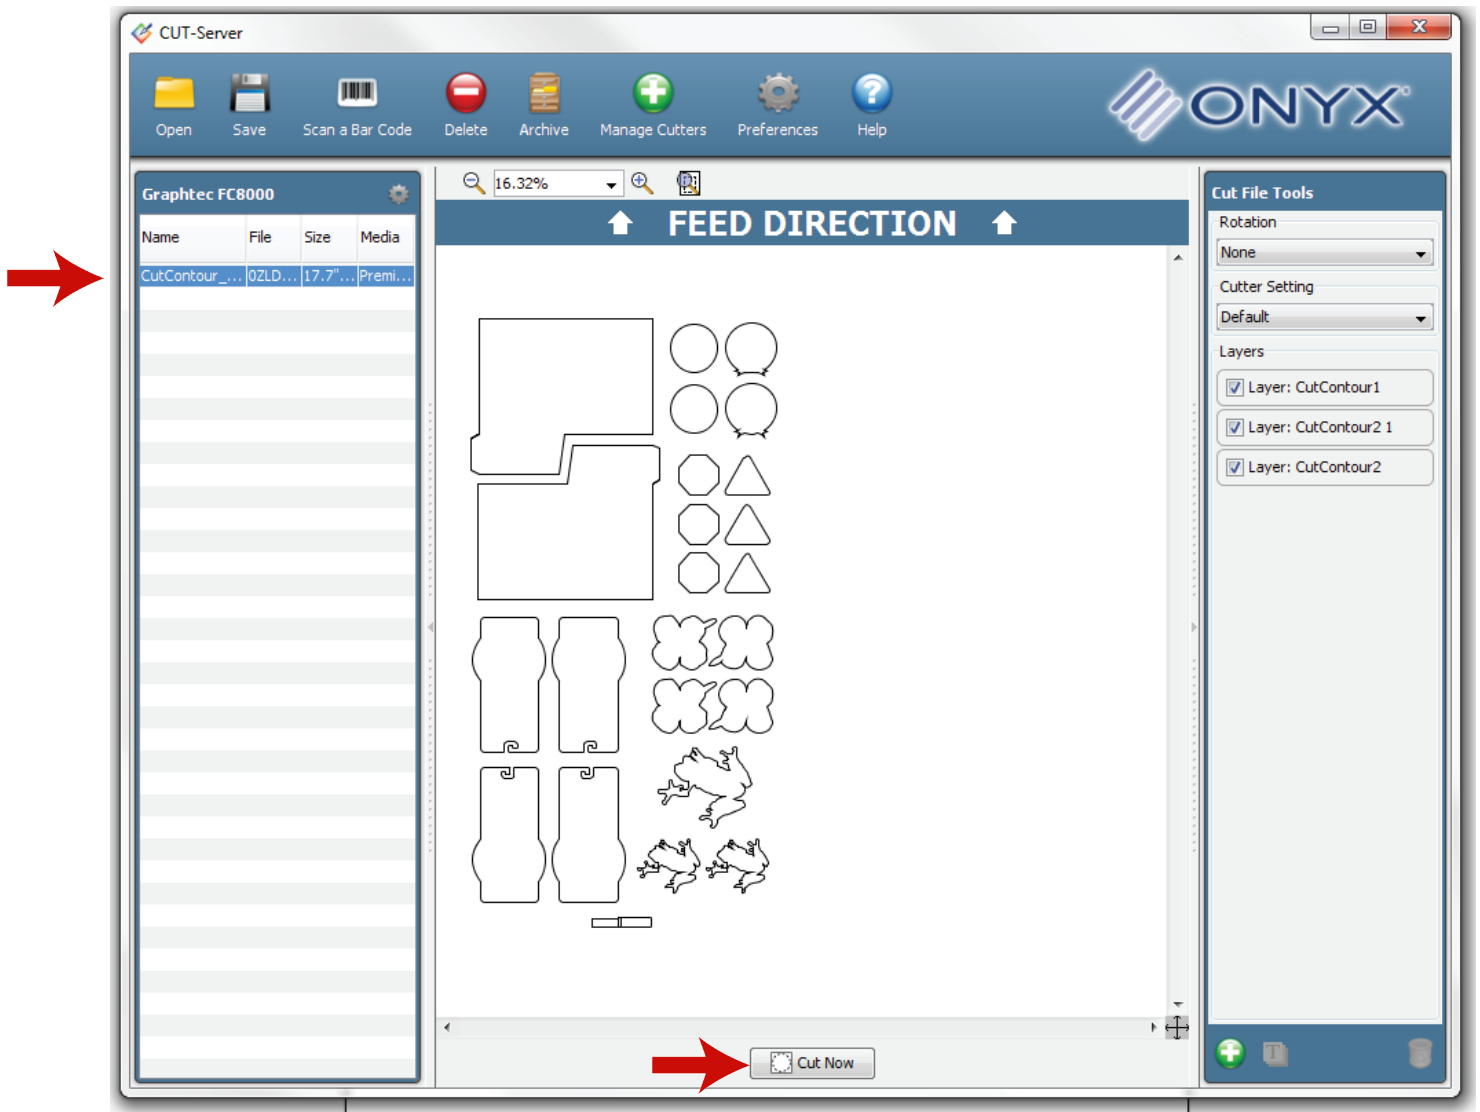 CUT-Server
Open Save Scan a Bar Code Delete Archive Manage Cutters Preferences Help
ONYX
Graphtec FC8000
Name File Size Media
CutContour_... 0ZLD... 17.7"... Premi...
16.32%
FEED DIRECTION
Cut Now
Cut File Tools
Rotation
None
Cutter Setting
Default
Layers
Layer: CutContour1
Layer: CutContour2 1
Layer: CutContour2
T